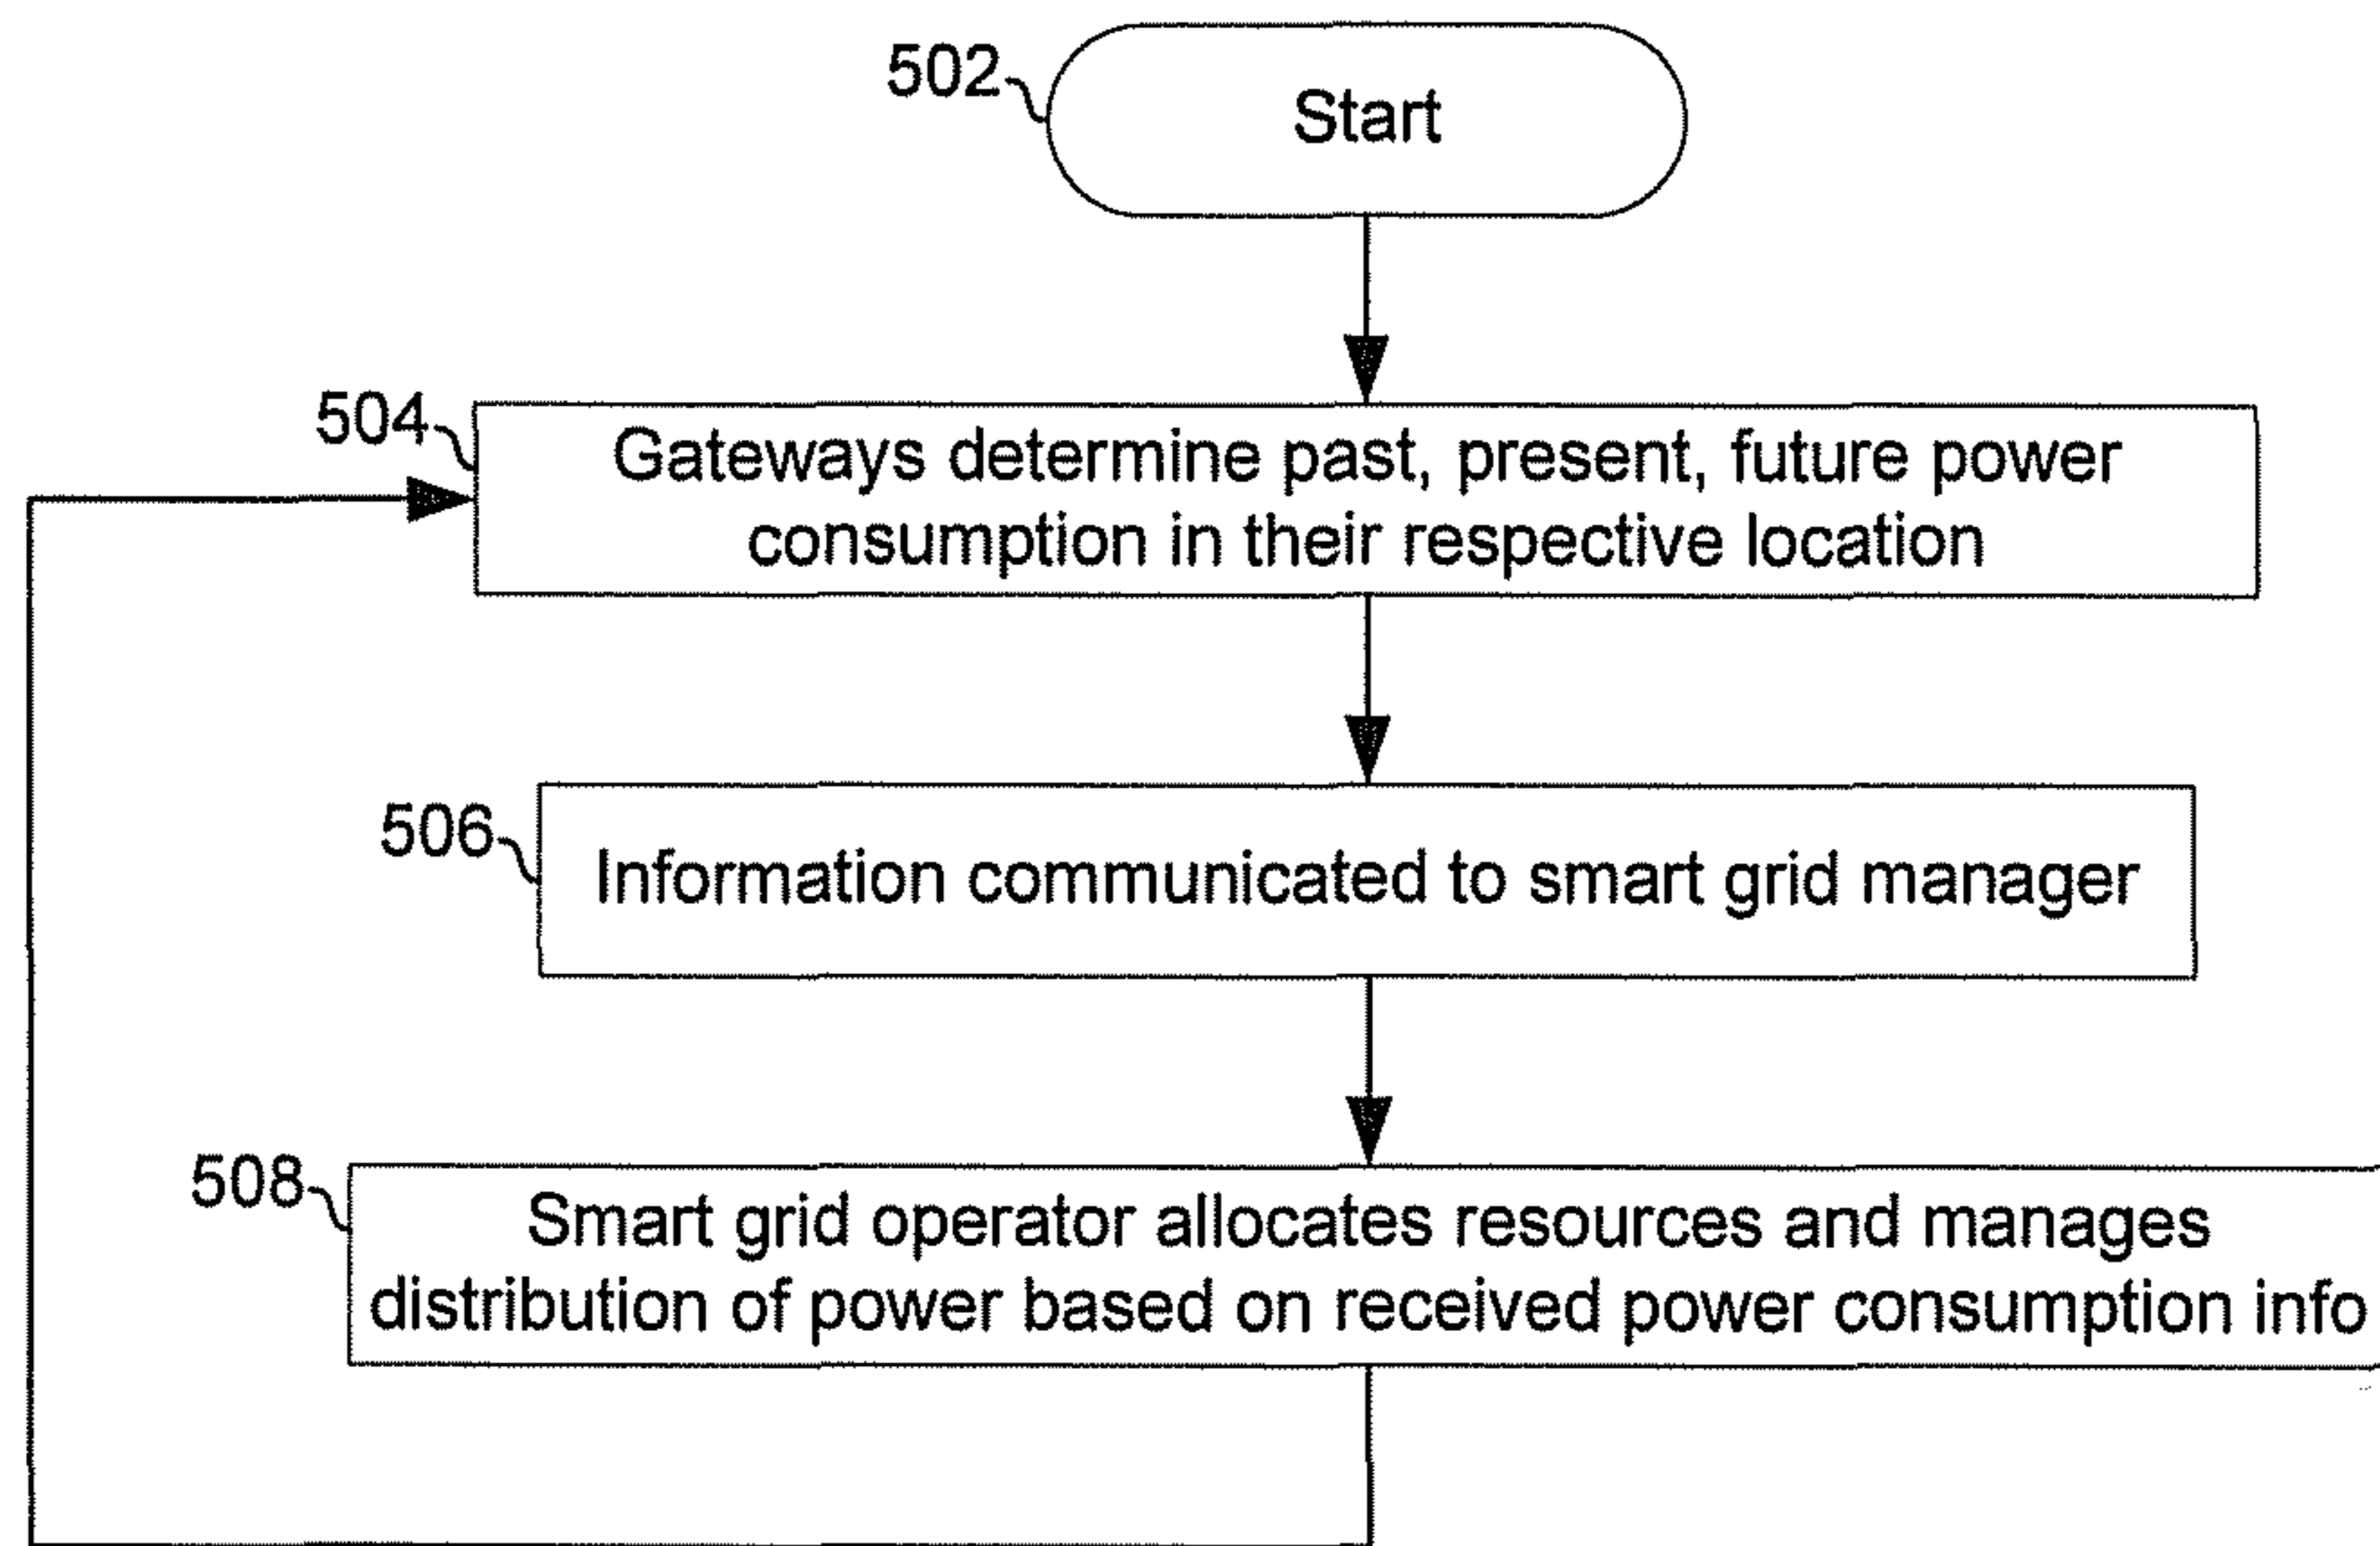 502
Start
504
Gateways determine past, present, future power
consumption in their respective location
506
Information communicated to smart grid manager
508
Smart grid operator allocates resources and manages
distribution of power based on received power consumption info